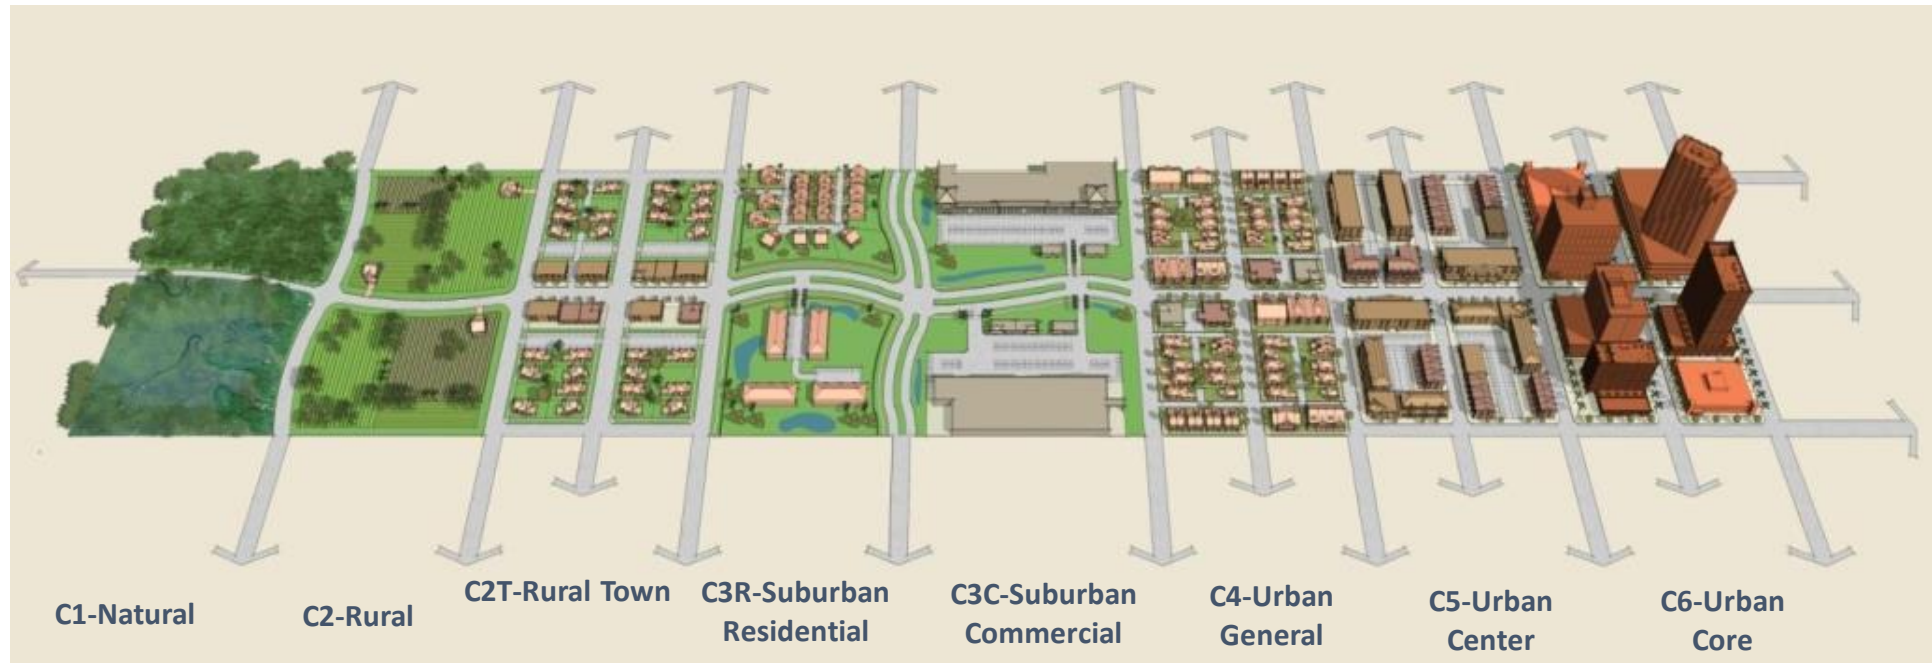 C1-Natural
C2-Rural
C2T-Rural Town
C3R-Suburban
Residential
C3C-Suburban
Commercial
C4-Urban
General
C5-Urban
Center
C6-Urban
Core